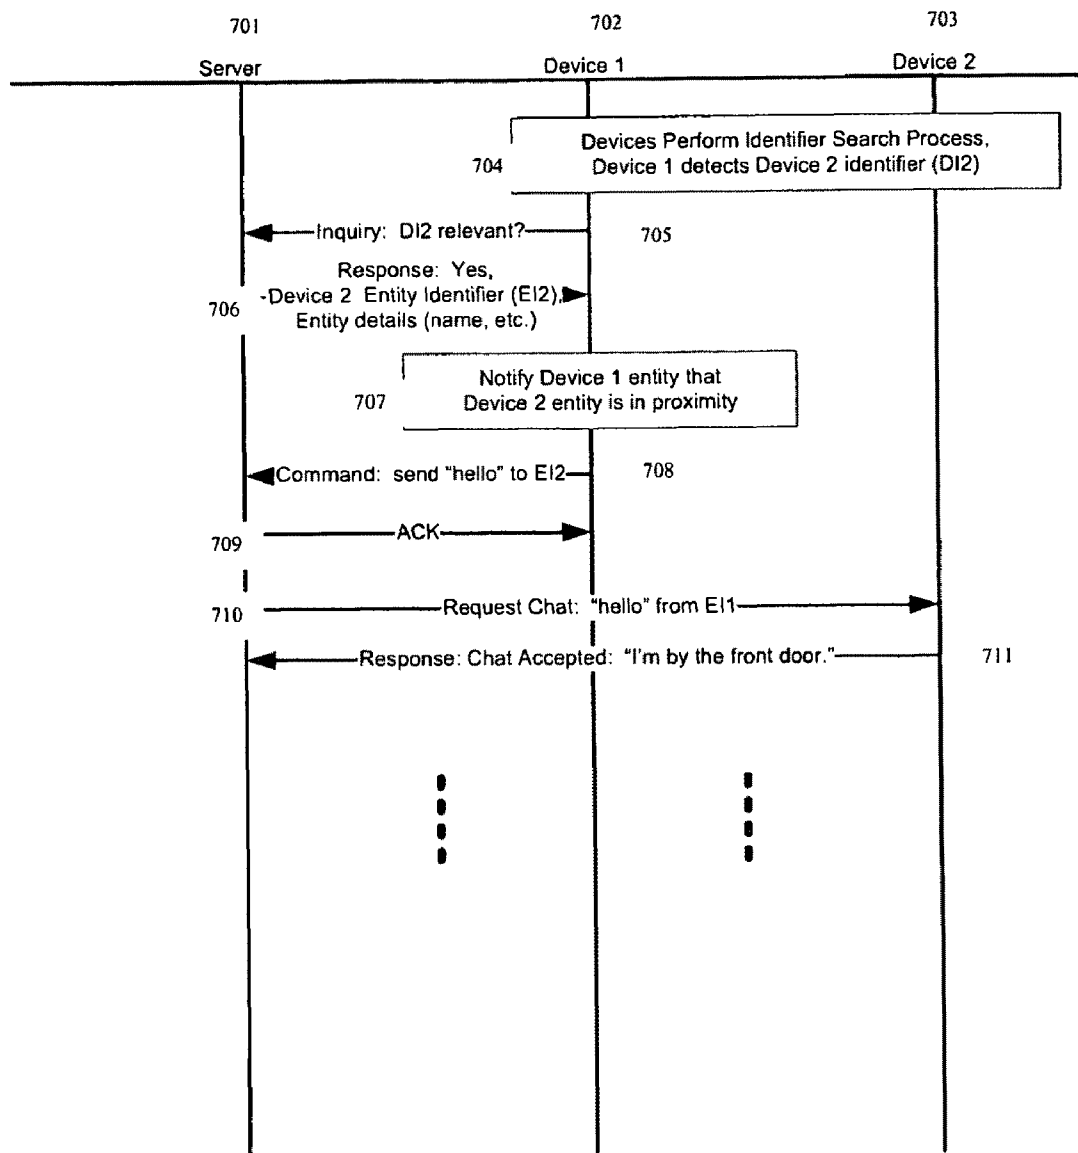 701
702
703
Server
Device 1
Device 2
Devices Perform Identifier Search Process,
704
Device 1 detects Device 2 identifier (DI2)
Inquiry: DI2 relevant?
705
Response: Yes,
706
-Device 2 Entity Identifier (EI2),
Entity details (name, etc.)
Notify Device 1 entity that
707
Device 2 entity is in proximity
Command: send "hello" to EI2
708
709
ACK
710
Request Chat: "hello" from EI1
Response: Chat Accepted: "I'm by the front door."
711